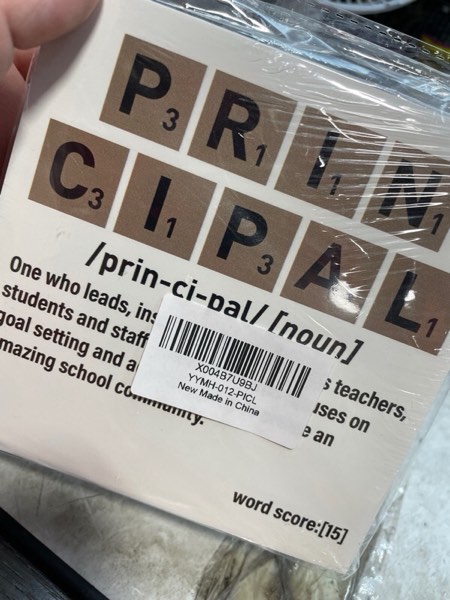 P3 R1 I1 N1
C3 I1 P3 A1 L1
/prin-ci-pal/ [noun]
One who leads, ins s teachers,
students and staff uses on
goal setting and a e an
mazing school community.
X004B7U9BJ
YYMH-012-PICL
New Made in China
word score:[15]